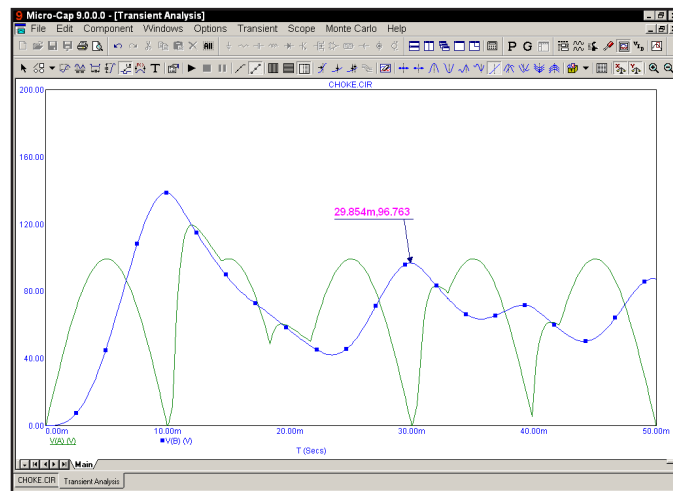 9 Micro-Cap 9.0.0.0 - [Transient Analysis]
File Edit Component Windows Options Transient Scope Monte Carlo Help
T P G
CHOKE.CIR
200.00
160.00
120.00
80.00
40.00
0.00
29.854m,96.763
0.00m 10.00m 20.00m 30.00m 40.00m 50.00m
V(A) (V) V(B) (V)
T (Secs)
Main
CHOKE.CIR Transient Analysis